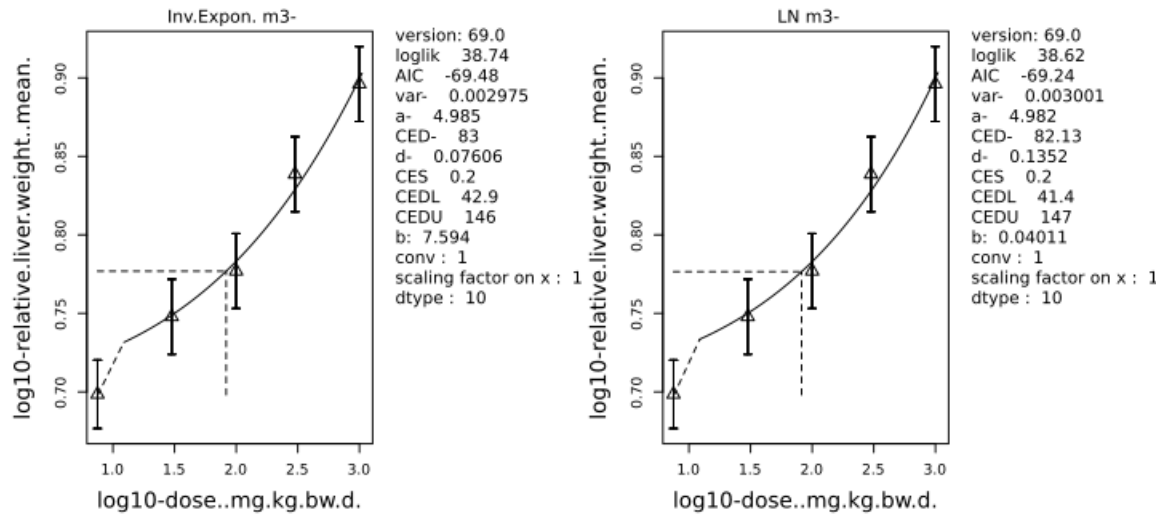 Inv.Expon. m3-
version: 69.0
loglik 38.74
AIC -69.48
var- 0.002975
a- 4.985
CED- 83
d- 0.07606
CES 0.2
CEDL 42.9
CEDU 146
b: 7.594
conv : 1
scaling factor on x : 1
dtype : 10
log10-relative.liver.weight..mean.
0.90
0.85
0.80
0.75
0.70
1.0 1.5 2.0 2.5 3.0
log10-dose..mg.kg.bw.d.
LN m3-
version: 69.0
loglik 38.62
AIC -69.24
var- 0.003001
a- 4.982
CED- 82.13
d- 0.1352
CES 0.2
CEDL 41.4
CEDU 147
b: 0.04011
conv : 1
scaling factor on x : 1
dtype : 10
log10-relative.liver.weight..mean.
0.90
0.85
0.80
0.75
0.70
1.0 1.5 2.0 2.5 3.0
log10-dose..mg.kg.bw.d.